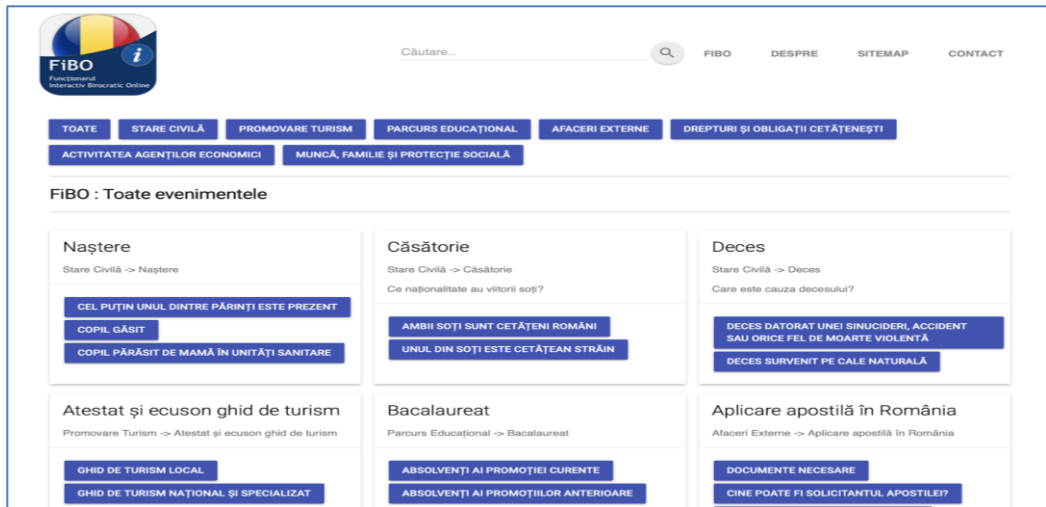 FiBO
Funcționarul
Interactiv Birocratic Online
i
Căutare..
FIBO DESPRE SITEMAP CONTACT
TOATE STARE CIVILĂ PROMOVARE TURISM PARCURS EDUCAȚIONAL AFACERI EXTERNE DREPTURI ȘI OBLIGAȚII CETĂȚENEȘTI
ACTIVITATEA AGENȚILOR ECONOMICI MUNCĂ, FAMILIE ȘI PROTECȚIE SOCIALĂ
FiBO : Toate evenimentele
Naștere
Stare Civilă -> Naștere
CEL PUȚIN UNUL DINTRE PĂRINȚI ESTE PREZENT
COPIL GĂSIT
COPIL PĂRĂSIT DE MAMĂ ÎN UNITĂȚI SANITARE
Căsătorie
Stare Civilă -> Căsătorie
Ce naționalitate au viitorii soți?
AMBII SOȚI SUNT CETĂȚENI ROMÂNI
UNUL DIN SOȚI ESTE CETĂȚEAN STRĂIN
Deces
Stare Civilă -> Deces
Care este cauza decesului?
DECES DATORAT UNEI SINUCIDERI, ACCIDENT
SAU ORICE FEL DE MOARTE VIOLENTĂ
DECES SURVENIT PE CALE NATURALĂ
Atestat și ecuson ghid de turism
Promovare Turism -> Atestat și ecuson ghid de turism
GHID DE TURISM LOCAL
GHID DE TURISM NAȚIONAL ȘI SPECIALIZAT
Bacalaureat
Parcurs Educațional -> Bacalaureat
ABSOLVENȚI AI PROMOȚIEI CURENTE
ABSOLVENȚI AI PROMOȚIILOR ANTERIOARE
Aplicare apostilă în România
Afaceri Externe -> Aplicare apostilă în România
DOCUMENTE NECESARE
CINE POATE FI SOLICITANTUL APOSTILEI?